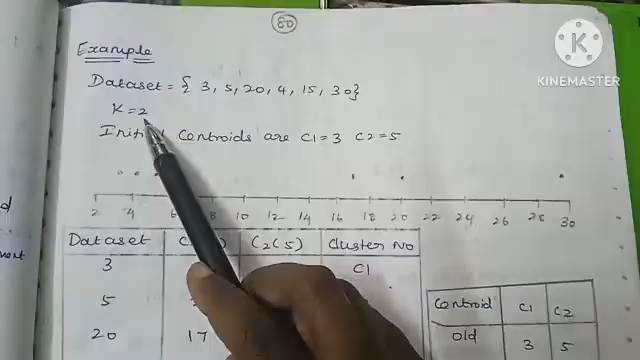 80
KINEMASTER
Example
Dataset = { 3, 5, 20, 4, 15, 30}
K=2
Centroids are C1=3 C2=5
2 4 6 8 10 12 14 16 18 20 22 24 26 28 30
Dataset C2(5) Cluster No
3 C1
5
20 17
Centroid C1 C2
old 3 5